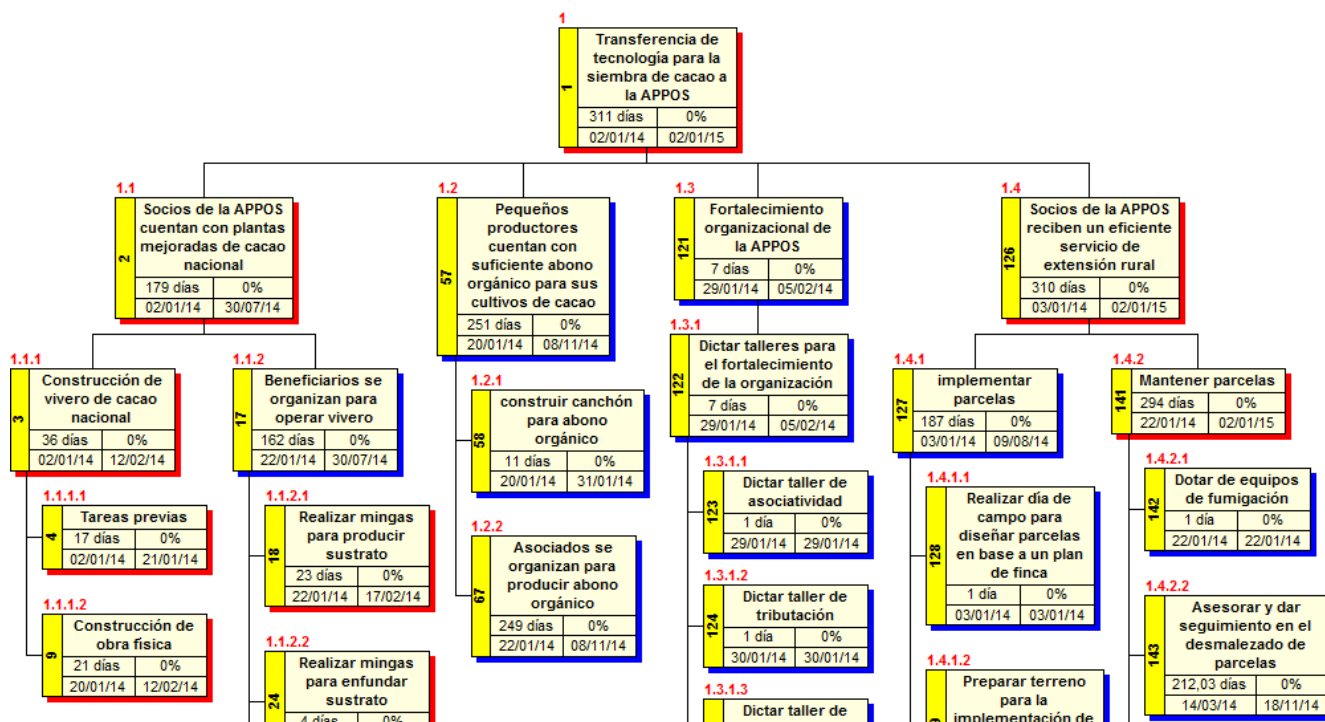 1
1
Transferencia de
tecnología para la
siembra de cacao a
la APPOS
311 días 0%
02/01/14 02/01/15
1.1
2
Socios de la APPOS
cuentan con plantas
mejoradas de cacao
nacional
179 días 0%
02/01/14 30/07/14
1.2
57
Pequeños
productores
cuentan con
suficiente abono
orgánico para sus
cultivos de cacao
251 días 0%
20/01/14 08/11/14
1.3
121
Fortalecimiento
organizacional de
la APPOS
7 días 0%
29/01/14 05/02/14
1.4
126
Socios de la APPOS
reciben un eficiente
servicio de
extensión rural
310 días 0%
03/01/14 02/01/15
1.1.1
3
Construcción de
vivero de cacao
nacional
36 días 0%
02/01/14 12/02/14
1.1.1.1
4
Tareas previas
17 días 0%
02/01/14 21/01/14
1.1.1.2
9
Construcción de
obra física
21 días 0%
20/01/14 12/02/14
1.1.2
17
Beneficiarios se
organizan para
operar vivero
162 días 0%
22/01/14 30/07/14
1.1.2.1
18
Realizar mingas
para producir
sustrato
23 días 0%
22/01/14 17/02/14
1.1.2.2
24
Realizar mingas
para enfundar
sustrato
4 días 0%
1.2.1
58
construir canchón
para abono
orgánico
11 días 0%
20/01/14 31/01/14
1.2.2
67
Asociados se
organizan para
producir abono
orgánico
249 días 0%
22/01/14 08/11/14
1.3.1
122
Dictar talleres para
el fortalecimiento
de la organización
7 días 0%
29/01/14 05/02/14
1.3.1.1
123
Dictar taller de
asociatividad
1 día 0%
29/01/14 29/01/14
1.3.1.2
124
Dictar taller de
tributación
1 día 0%
30/01/14 30/01/14
1.3.1.3
Dictar taller de
1.4.1
127
implementar
parcelas
187 días 0%
03/01/14 09/08/14
1.4.1.1
128
Realizar día de
campo para
diseñar parcelas
en base a un plan
de finca
1 día 0%
03/01/14 03/01/14
1.4.1.2
Preparar terreno
para la
implementación de
1.4.2
141
Mantener parcelas
294 días 0%
22/01/14 02/01/15
1.4.2.1
142
Dotar de equipos
de fumigación
1 día 0%
22/01/14 22/01/14
1.4.2.2
143
Asesorar y dar
seguimiento en el
desmalezado de
parcelas
212,03 días 0%
14/03/14 18/11/14